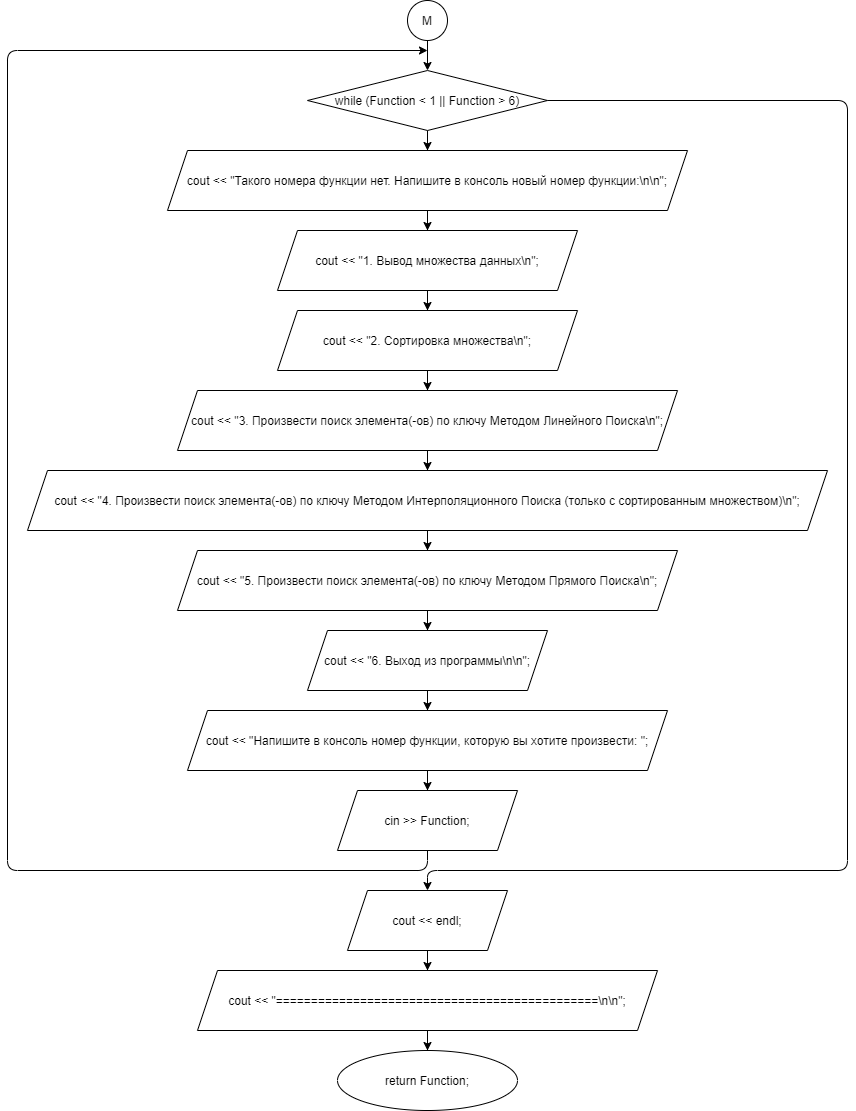 M
while (Function < 1 || Function > 6)
cout << "Такого номера функции нет. Напишите в консоль новый номер функции:\n\n";
cout << "1. Вывод множества данных\n";
cout << "2. Сортировка множества\n";
cout << "3. Произвести поиск элемента(-ов) по ключу Методом Линейного Поиска\n";
cout << "4. Произвести поиск элемента(-ов) по ключу Методом Интерполяционного Поиска (только с сортированным множеством)\n";
cout << "5. Произвести поиск элемента(-ов) по ключу Методом Прямого Поиска\n";
cout << "6. Выход из программы\n\n";
cout << "Напишите в консоль номер функции, которую вы хотите произвести: ";
cin >> Function;
cout << endl;
cout << "==============================================\n\n";
return Function;